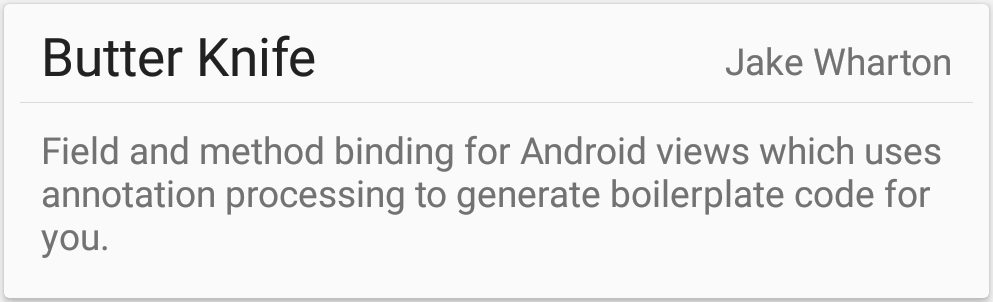 Butter Knife
Jake Wharton
Field and method binding for Android views which uses
annotation processing to generate boilerplate code for
you.